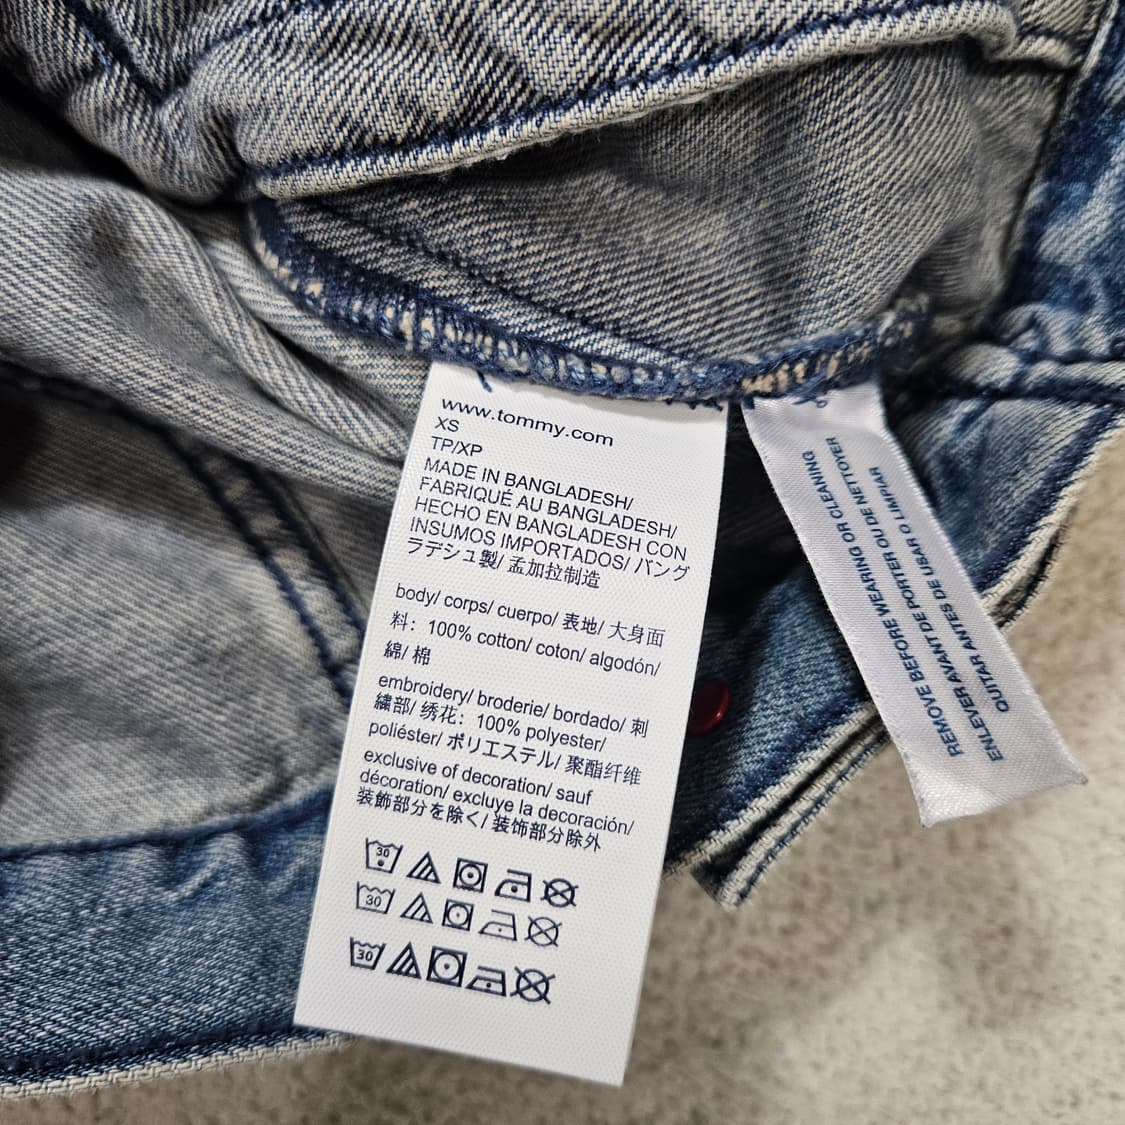 www.tommy.com
XS
TP/XP
MADE IN BANGLADESH/
FABRIQUÉ AU BANGLADESH/
HECHO EN BANGLADESH CON
INSUMOS IMPORTADOS/ バング
ラデシュ製/ 孟加拉制造
body/ corps/ cuerpo/ 表地/ 大身面
料: 100% cotton/ coton/ algodón/
綿/ 棉
embroidery/ broderie/ bordado/ 刺
繍部/ 绣花: 100% polyester/
poliéster/ ポリエステル/ 聚酯纤维
exclusive of decoration/ sauf
décoration/ excluye la decoración/
装飾部分を除く/ 装饰部分除外
30
30
30
REMOVE BEFORE WEARING OR CLEANING
ENLEVER AVANT DE PORTER OU DE NETTOYER
QUITAR ANTES DE USAR O LIMPIAR